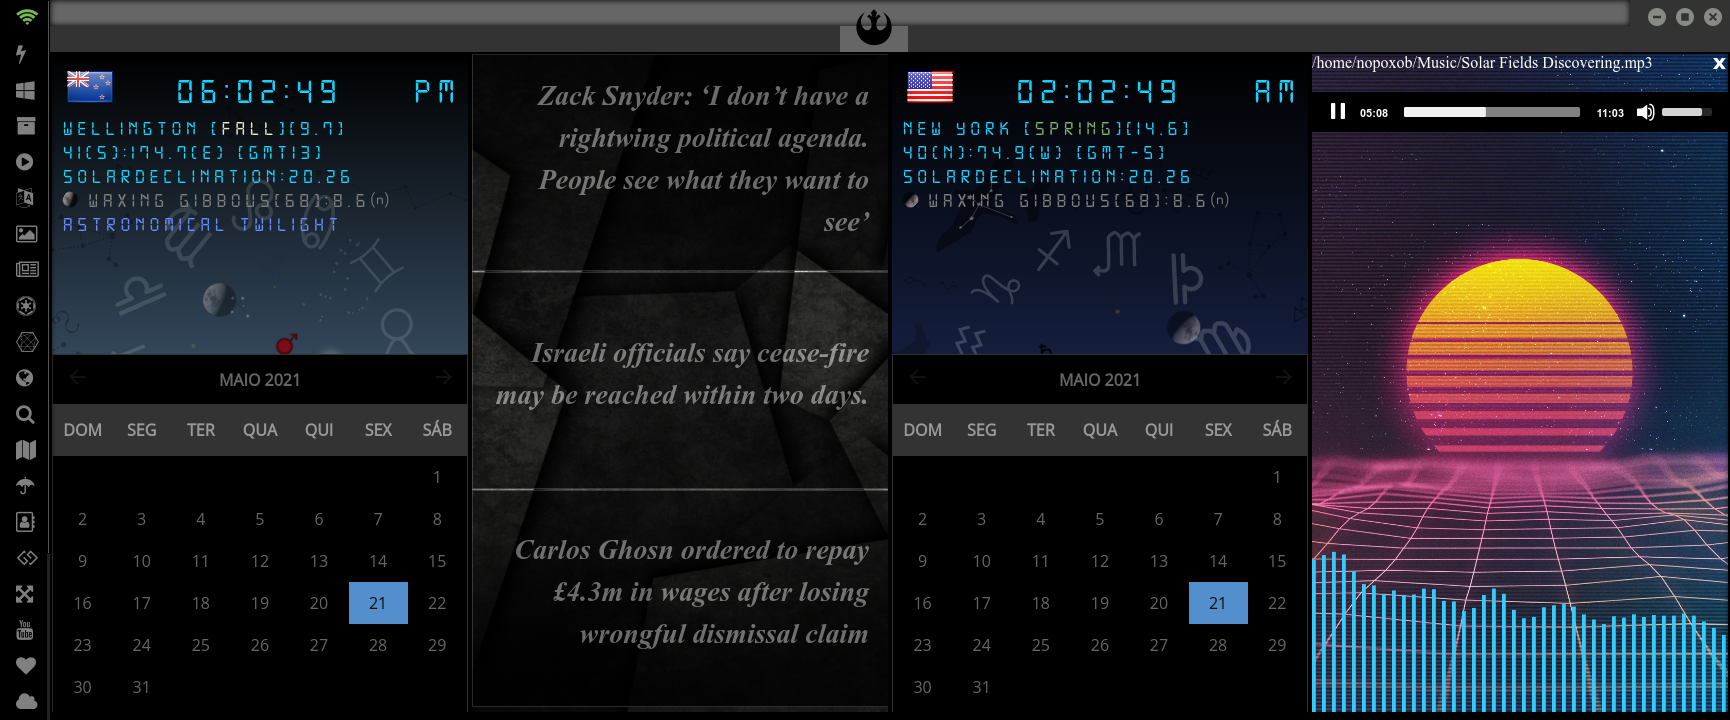 06:02:49 PM
WELLINGTON [FALL][9.7]
41(S):174.7(E) [GMT13]
SOLARDECLINATION:20.26
WAXING GIBBOUS[68]:8.6(n)
ASTRONOMICAL TWILIGHT
MAIO 2021
DOM SEG TER QUA QUI SEX SÁB
1
2 3 4 5 6 7 8
9 10 11 12 13 14 15
16 17 18 19 20 21 22
23 24 25 26 27 28 29
30 31
Zack Snyder: ‘I don’t have a
rightwing political agenda.
People see what they want to
see’
Israeli officials say cease-fire
may be reached within two days.
Carlos Ghosn ordered to repay
£4.3m in wages after losing
wrongful dismissal claim
02:02:49 AM
NEW YORK [SPRING][14.6]
40(N):74.9(W) [GMT-5]
SOLARDECLINATION:20.26
WAXING GIBBOUS[68]:8.6(n)
MAIO 2021
DOM SEG TER QUA QUI SEX SÁB
1
2 3 4 5 6 7 8
9 10 11 12 13 14 15
16 17 18 19 20 21 22
23 24 25 26 27 28 29
30 31
/home/nopoxob/Music/Solar Fields Discovering.mp3 x
05:08 11:03
You
Tube